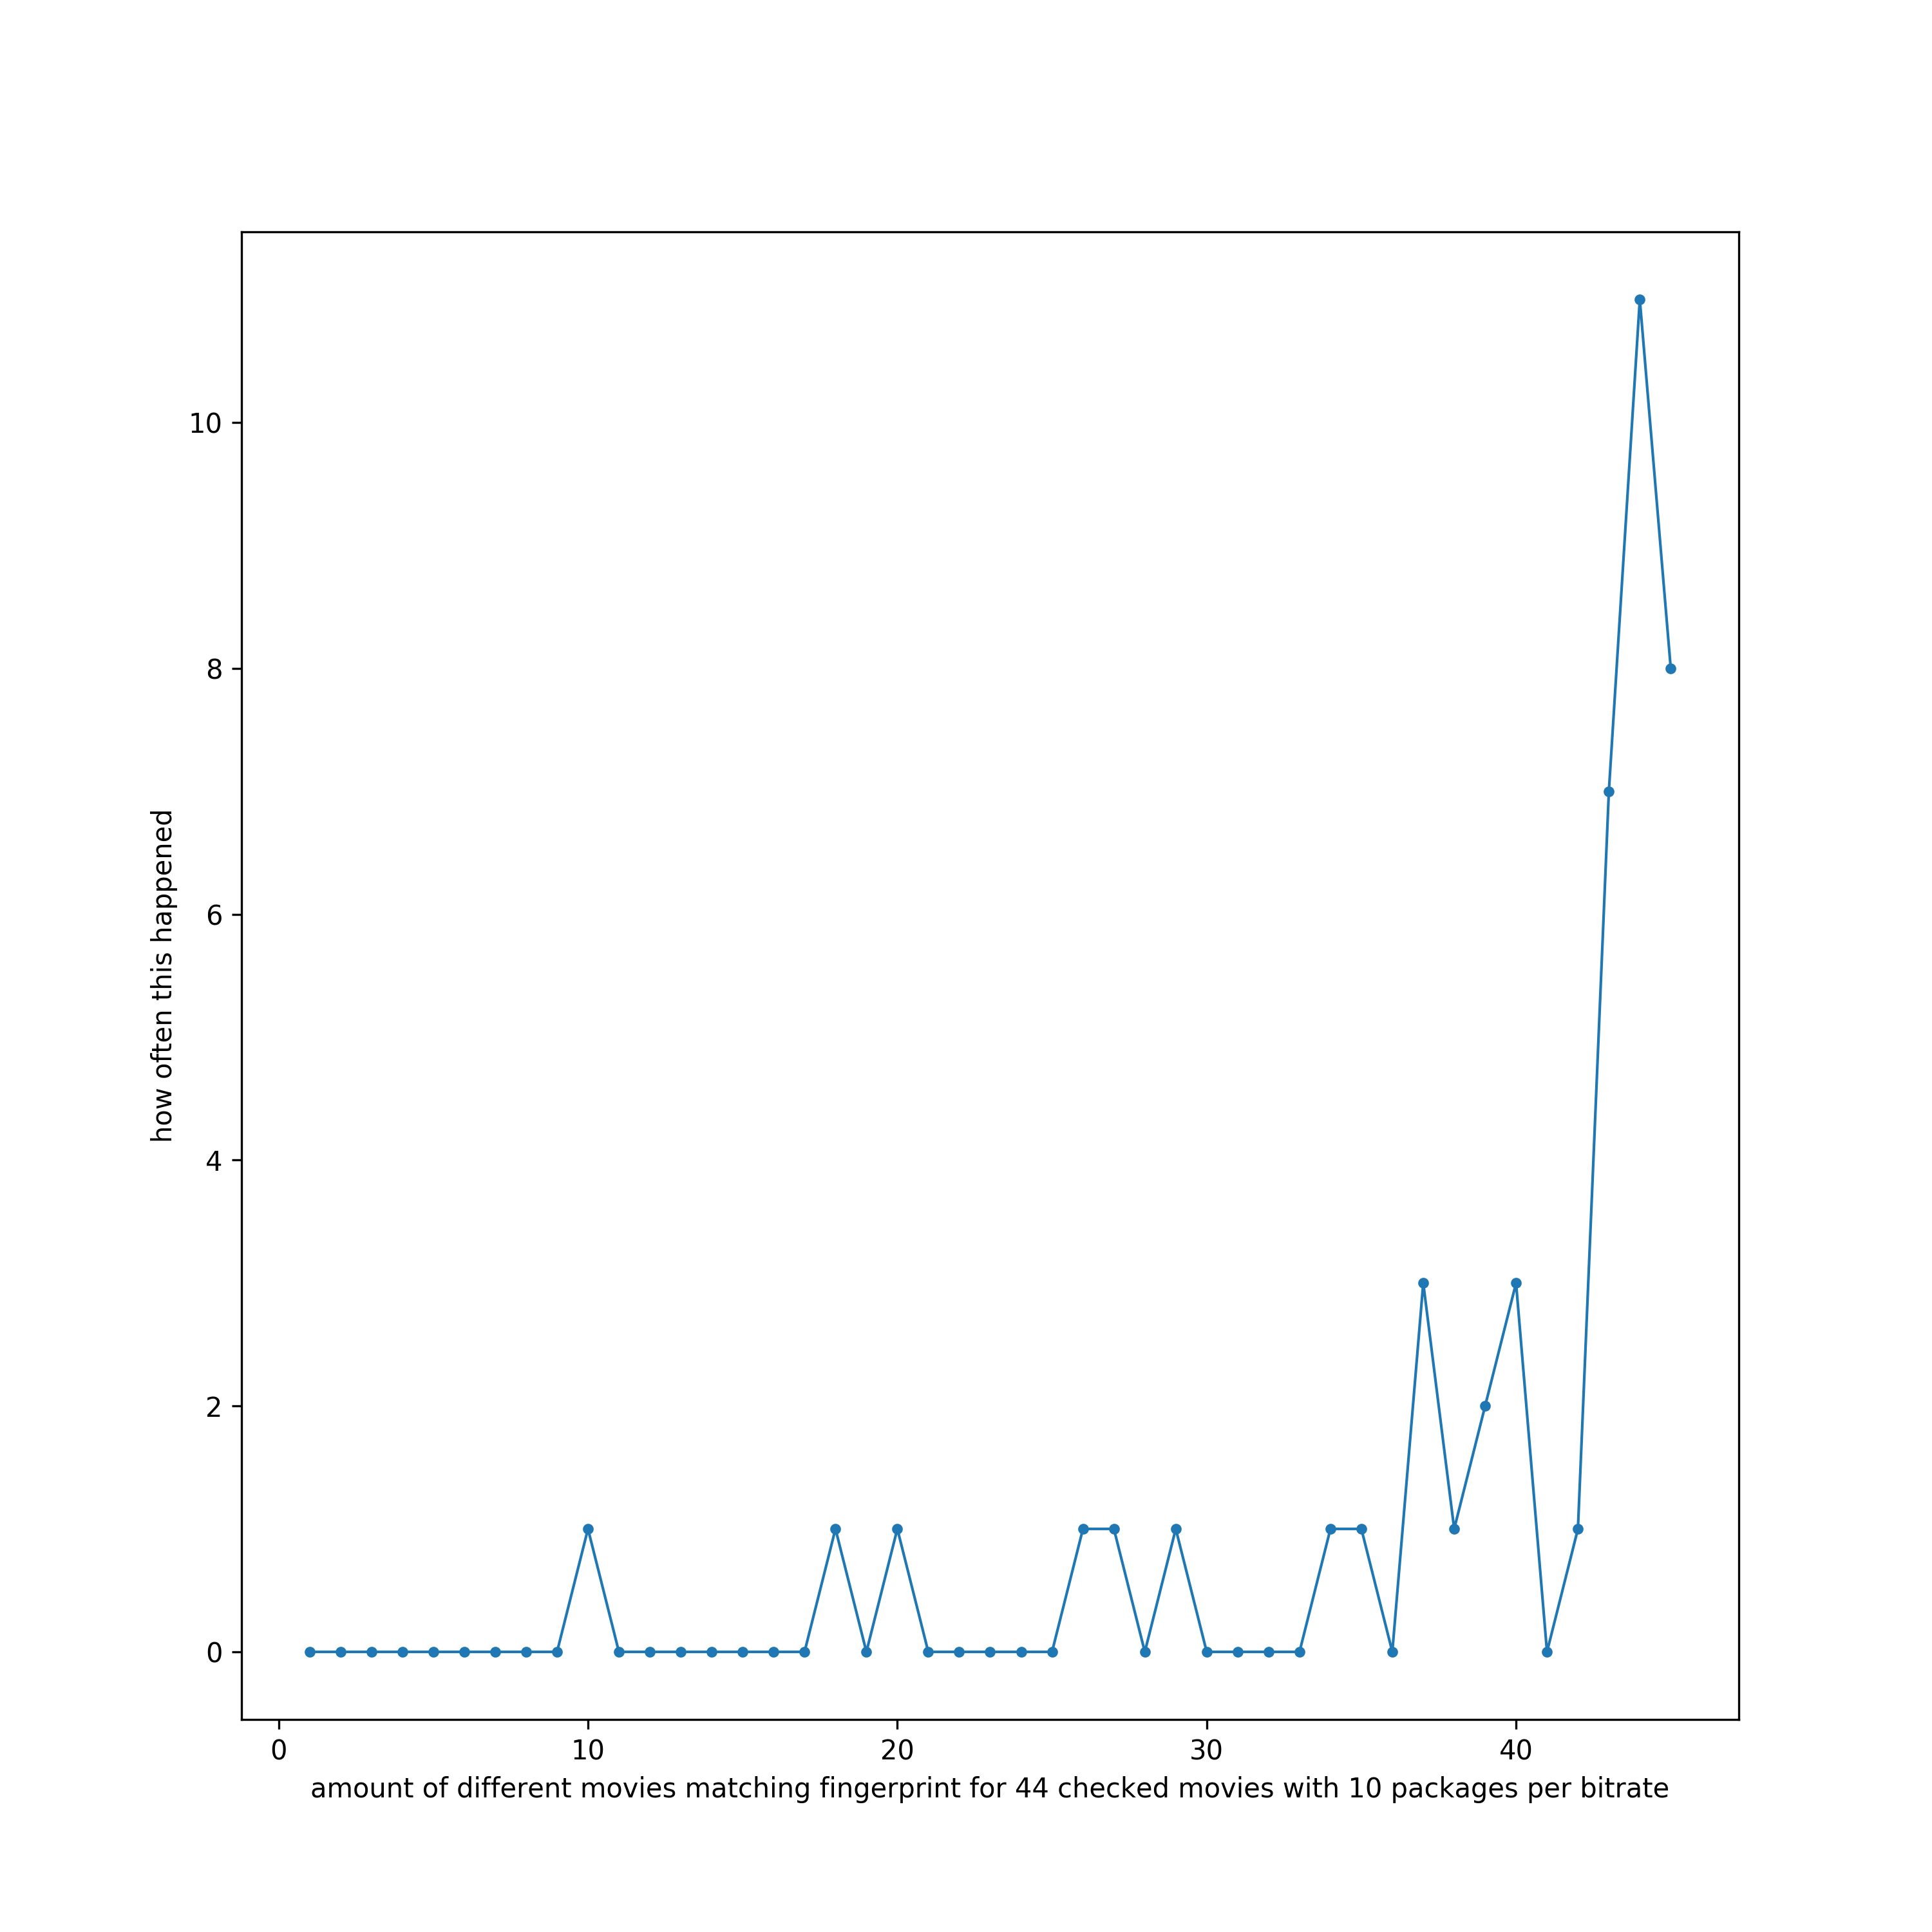 10
8
6
4
2
0
how often this happened
0 10 20 30 40
amount of different movies matching fingerprint for 44 checked movies with 10 packages per bitrate